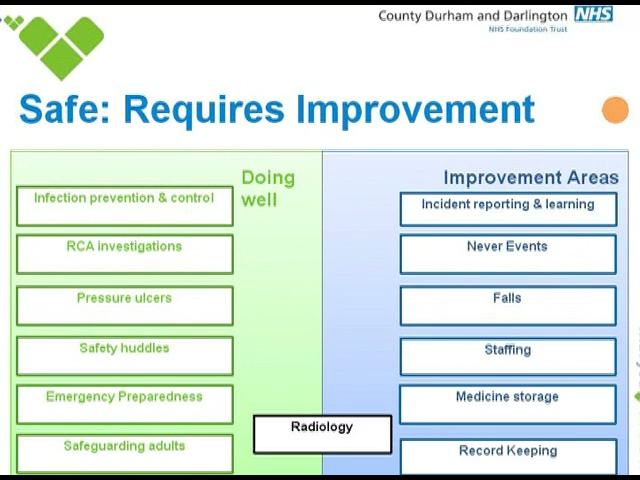 County Durham and Darlington NHS
NHS Foundation Trust
Safe: Requires Improvement
Doing
well
Infection prevention & control
RCA investigations
Pressure ulcers
Safety huddles
Emergency Preparedness
Safeguarding adults
Radiology
Improvement Areas
Incident reporting & learning
Never Events
Falls
Staffing
Medicine storage
Record Keeping